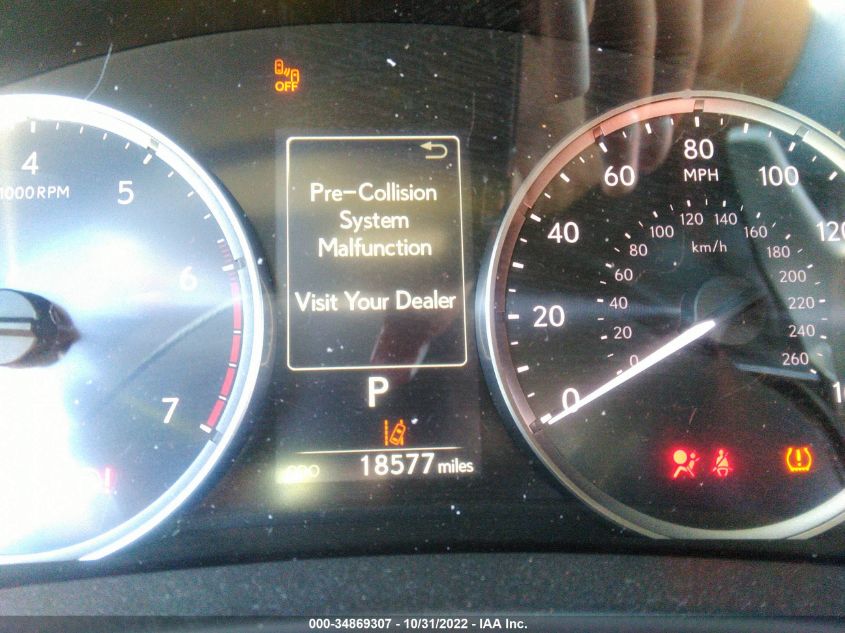 OFF
4
1000 RPM
5
6
7
Pre-Collision
System
Malfunction
Visit Your Dealer
P
ODO 18577 miles
0
20
40
60
80
MPH
100
120
0
20
40
60
80
100
120
140
160
180
200
220
240
260
km/h
000-34869307 - 10/31/2022 - IAA Inc.